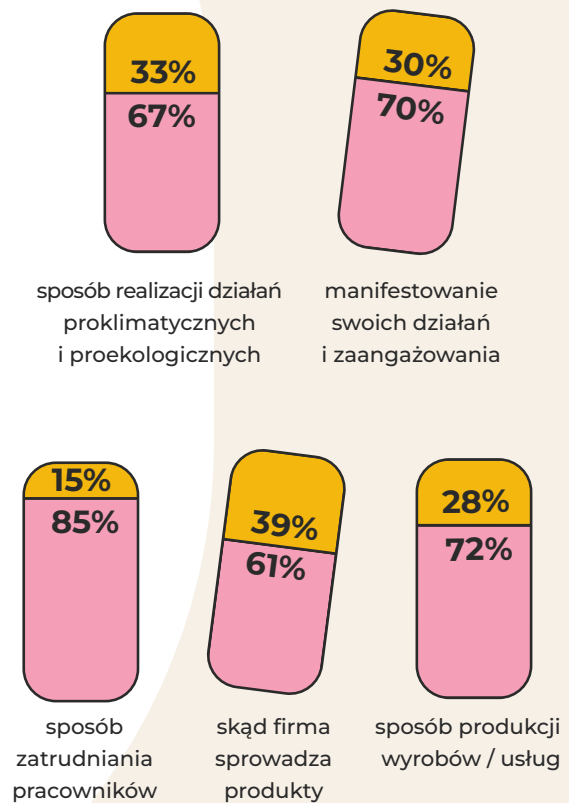 33%
67%
sposób realizacji działań
proklimatycznych
i proekologicznych
30%
70%
manifestowanie
swoich działań
i zaangażowania
15%
85%
sposób
zatrudniania
pracowników
39%
61%
skąd firma
sprowadza
produkty
28%
72%
sposób produkcji
wyrobów / usług